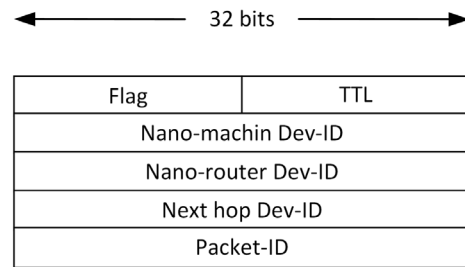 32 bits
Flag TTL
Nano-machin Dev-ID
Nano-router Dev-ID
Next hop Dev-ID
Packet-ID